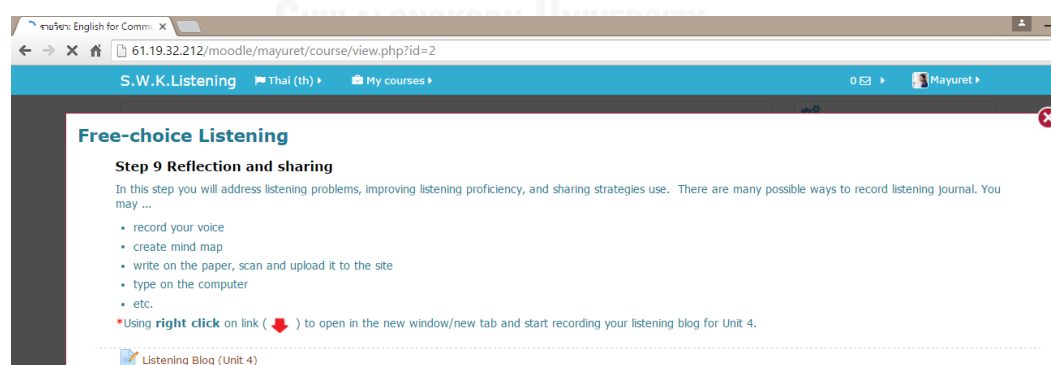 CHULALONGKORN UNIVERSITY
รายวิชา: English for Commu
61.19.32.212/moodle/mayuret/course/view.php?id=2
S.W.K.Listening Thai (th) My courses 0 Mayuret
Free-choice Listening
Step 9 Reflection and sharing
In this step you will address listening problems, improving listening proficiency, and sharing strategies use. There are many possible ways to record listening journal. You
may ...
• record your voice
• create mind map
• write on the paper, scan and upload it to the site
• type on the computer
• etc.
*Using right click on link ( ) to open in the new window/new tab and start recording your listening blog for Unit 4.
Listening Blog (Unit 4)